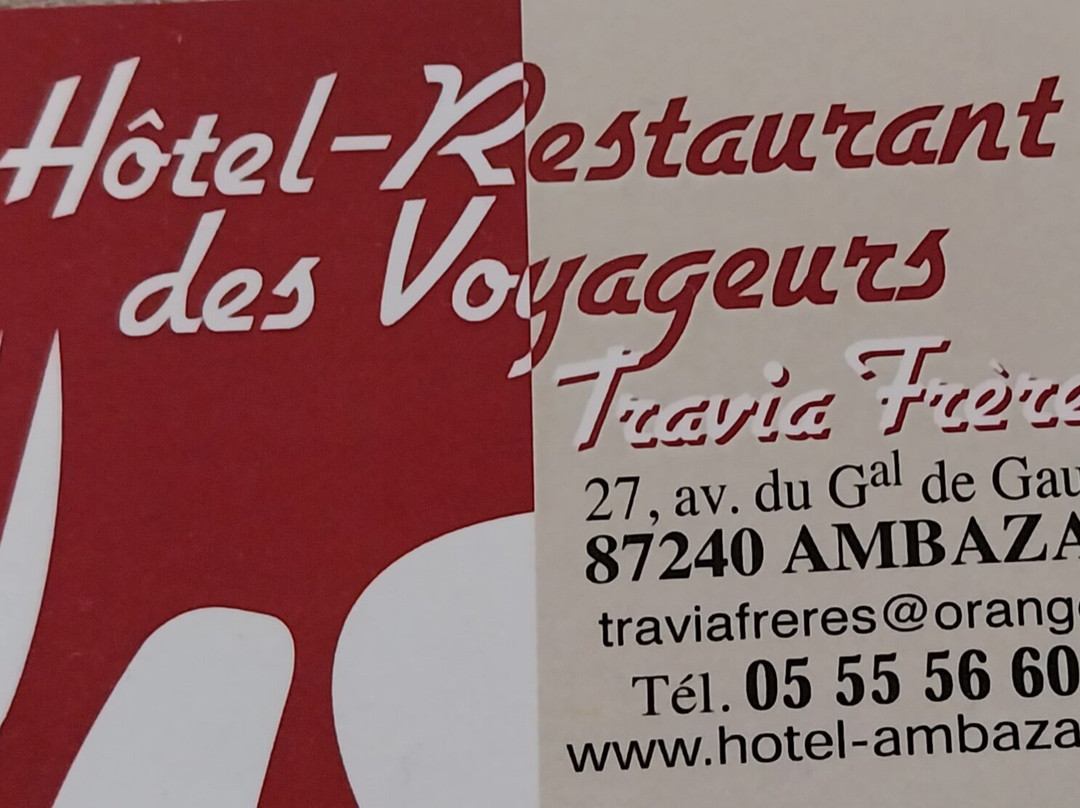 Hôtel-Restaurant
des Voyageurs
Travia Frère
27, av. du Gal de Gau
87240 AMBAZA
traviafreres@orange
Tél. 05 55 56 60
www.hotel-ambaza